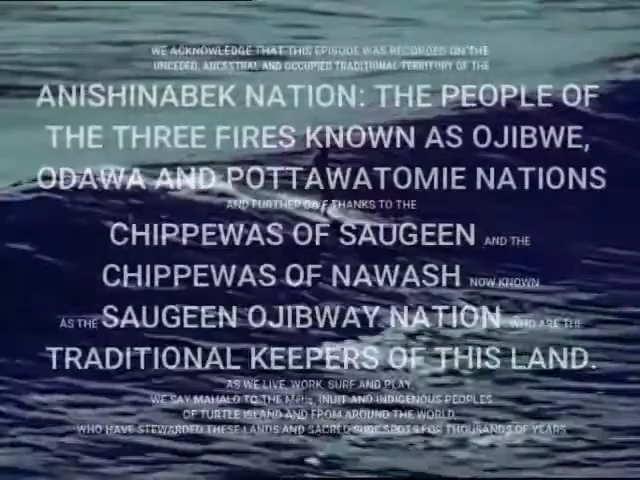 WE ACKNOWLEDGE THAT THIS EPISODE WAS RECORDED ON THE
UNCEDED, ANCESTRAL AND OCCUPIED TRADITIONAL TERRITORY OF THE
ANISHINABEK NATION: THE PEOPLE OF
THE THREE FIRES KNOWN AS OJIBWE,
ODAWA AND POTTAWATOMIE NATIONS
AND FURTHER GIVE THANKS TO THE
CHIPPEWAS OF SAUGEEN AND THE
CHIPPEWAS OF NAWASH NOW KNOWN
AS THE SAUGEEN OJIBWAY NATION WHO ARE THE
TRADITIONAL KEEPERS OF THIS LAND.
AS WE LIVE, WORK, SURF AND PLAY,
WE SAY MAHALO TO THE Métis, INUIT AND INDIGENOUS PEOPLES
OF TURTLE ISLAND AND FROM AROUND THE WORLD,
WHO HAVE STEWARDED THESE LANDS AND SACRED SURF SPOTS FOR THOUSANDS OF YEARS